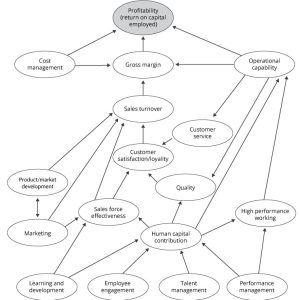 Profitability
(return on capital
employed)
Cost
management
Gross margin
Operational
capability
Sales turnover
Customer
service
Customer
satisfaction/loyalty
Product/market
development
Quality
Sales force
effectiveness
High performance
working
Marketing
Human capital
contribution
Learning and
development
Employee
engagement
Talent
management
Performance
management